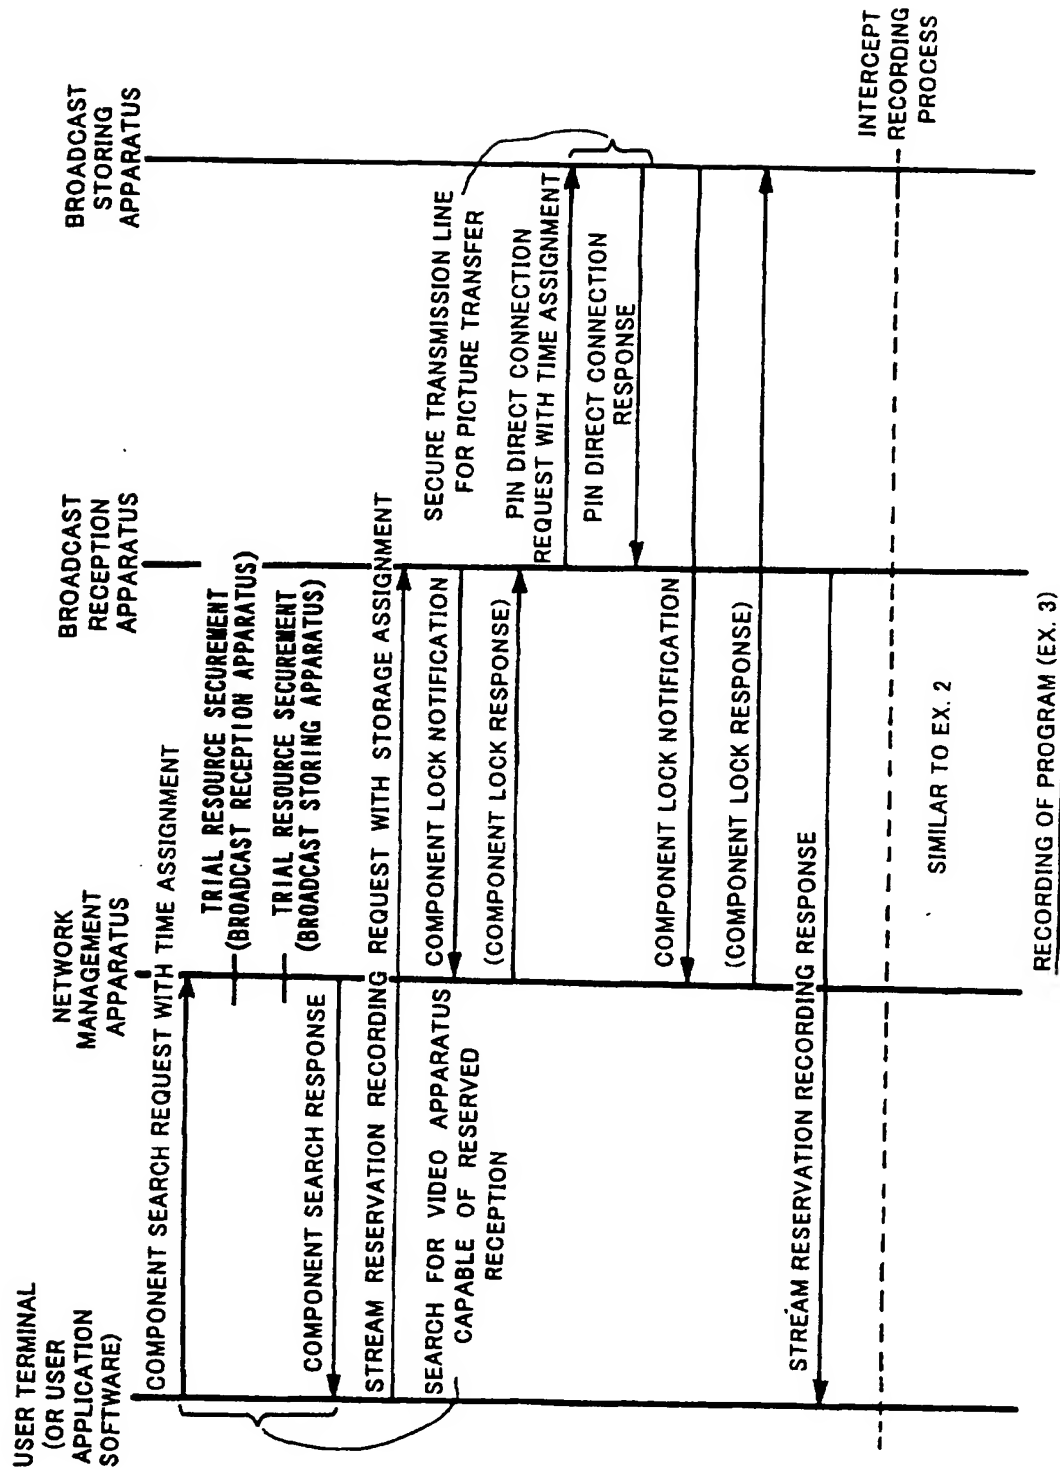 USER TERMINAL
(OR USER
APPLICATION
SOFTWARE)
NETWORK
MANAGEMENT
APPARATUS
BROADCAST
RECEPTION
APPARATUS
BROADCAST
STORING
APPARATUS
COMPONENT SEARCH REQUEST WITH TIME ASSIGNMENT
TRIAL RESOURCE SECUREMENT
(BROADCAST RECEPTION APPARATUS)
TRIAL RESOURCE SECUREMENT
(BROADCAST STORING APPARATUS)
COMPONENT SEARCH RESPONSE
STREAM RESERVATION RECORDING REQUEST WITH STORAGE ASSIGNMENT
SEARCH FOR VIDEO APPARATUS
CAPABLE OF RESERVED
RECEPTION
COMPONENT LOCK NOTIFICATION
(COMPONENT LOCK RESPONSE)
SECURE TRANSMISSION LINE
FOR PICTURE TRANSFER
PIN DIRECT CONNECTION
REQUEST WITH TIME ASSIGNMENT
PIN DIRECT CONNECTION
RESPONSE
COMPONENT LOCK NOTIFICATION
(COMPONENT LOCK RESPONSE)
STREAM RESERVATION RECORDING RESPONSE
INTERCEPT
RECORDING
PROCESS
SIMILAR TO EX. 2
RECORDING OF PROGRAM (EX. 3)